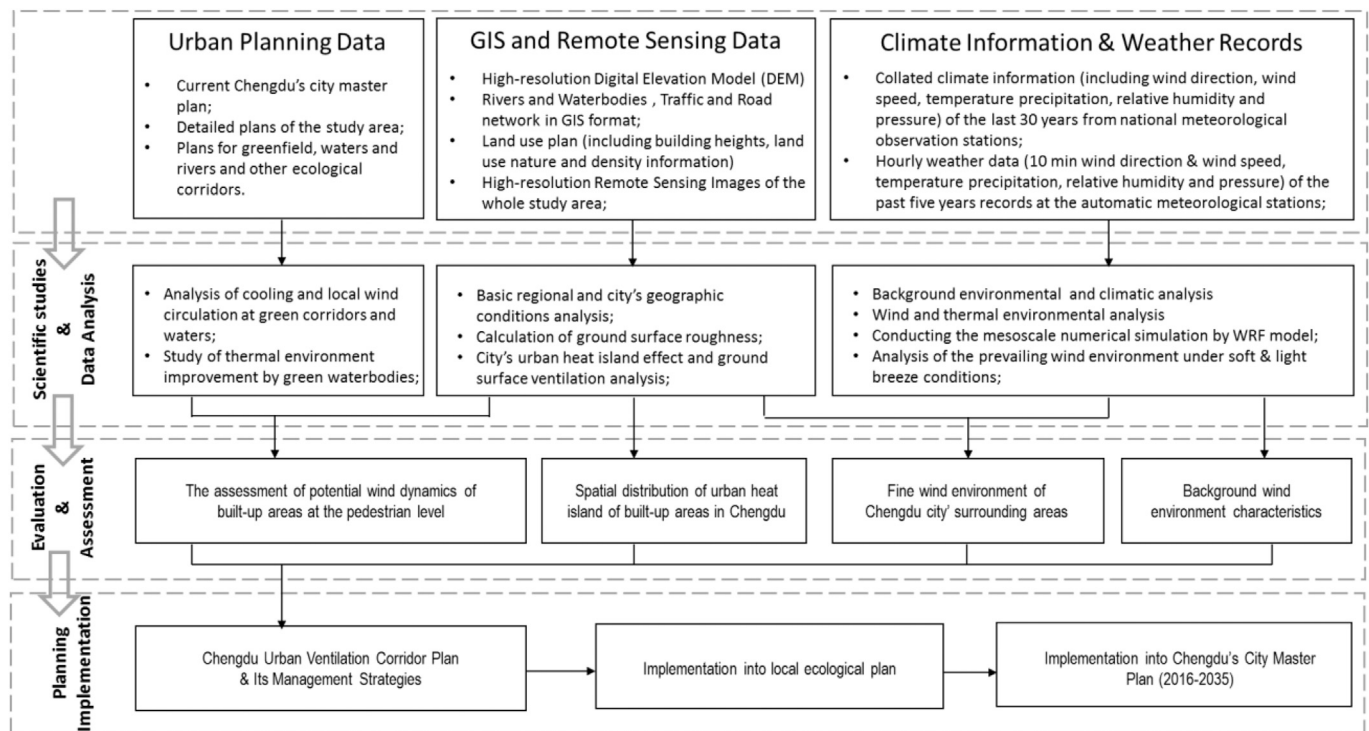 Urban Planning Data
• Current Chengdu's city master
plan;
• Detailed plans of the study area;
• Plans for greenfield, waters and
rivers and other ecological
corridors.
GIS and Remote Sensing Data
• High-resolution Digital Elevation Model (DEM)
• Rivers and Waterbodies , Traffic and Road
network in GIS format;
• Land use plan (including building heights, land
use nature and density information)
• High-resolution Remote Sensing Images of the
whole study area;
Climate Information & Weather Records
• Collated climate information (including wind direction, wind
speed, temperature precipitation, relative humidity and
pressure) of the last 30 years from national meteorological
observation stations;
• Hourly weather data (10 min wind direction & wind speed,
temperature precipitation, relative humidity and pressure) of the
past five years records at the automatic meteorological stations;
Scientific studies
&
Data Analysis
• Analysis of cooling and local wind
circulation at green corridors and
waters;
• Study of thermal environment
improvement by green waterbodies;
• Basic regional and city's geographic
conditions analysis;
• Calculation of ground surface roughness;
• City's urban heat island effect and ground
surface ventilation analysis;
• Background environmental and climatic analysis
• Wind and thermal environmental analysis
• Conducting the mesoscale numerical simulation by WRF model;
• Analysis of the prevailing wind environment under soft & light
breeze conditions;
Evaluation
&
Assessment
The assessment of potential wind dynamics of
built-up areas at the pedestrian level
Spatial distribution of urban heat
island of built-up areas in Chengdu
Fine wind environment of
Chengdu city' surrounding areas
Background wind
environment characteristics
Planning
Implementation
Chengdu Urban Ventilation Corridor Plan
& Its Management Strategies
Implementation into local ecological plan
Implementation into Chengdu's City Master
Plan (2016-2035)